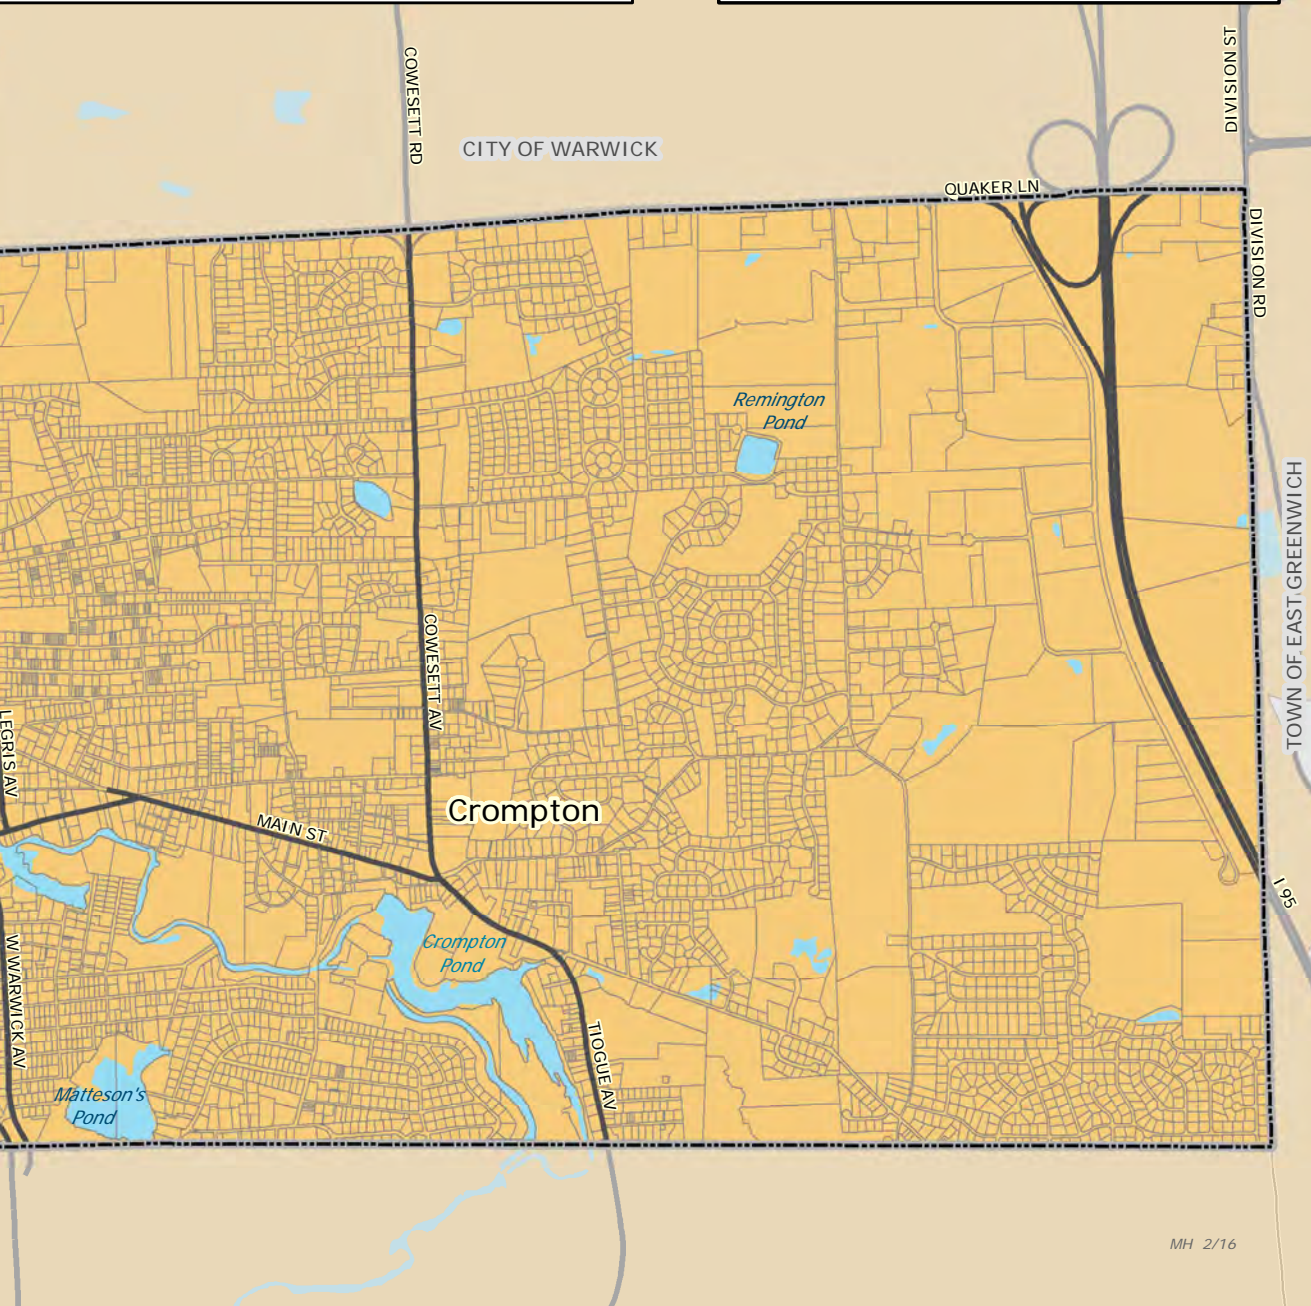 COWESETT RD
CITY OF WARWICK
DIVISION ST
QUAKER LN
DIVISION RD
Remington
Pond
TOWN OF EAST GREENWICH
COWESETT AV
LEGRIS AV
Crompton
MAIN ST
I 95
Crompton
Pond
W WARWICK AV
TIOGUE AV
Matteson's
Pond
MH 2/16